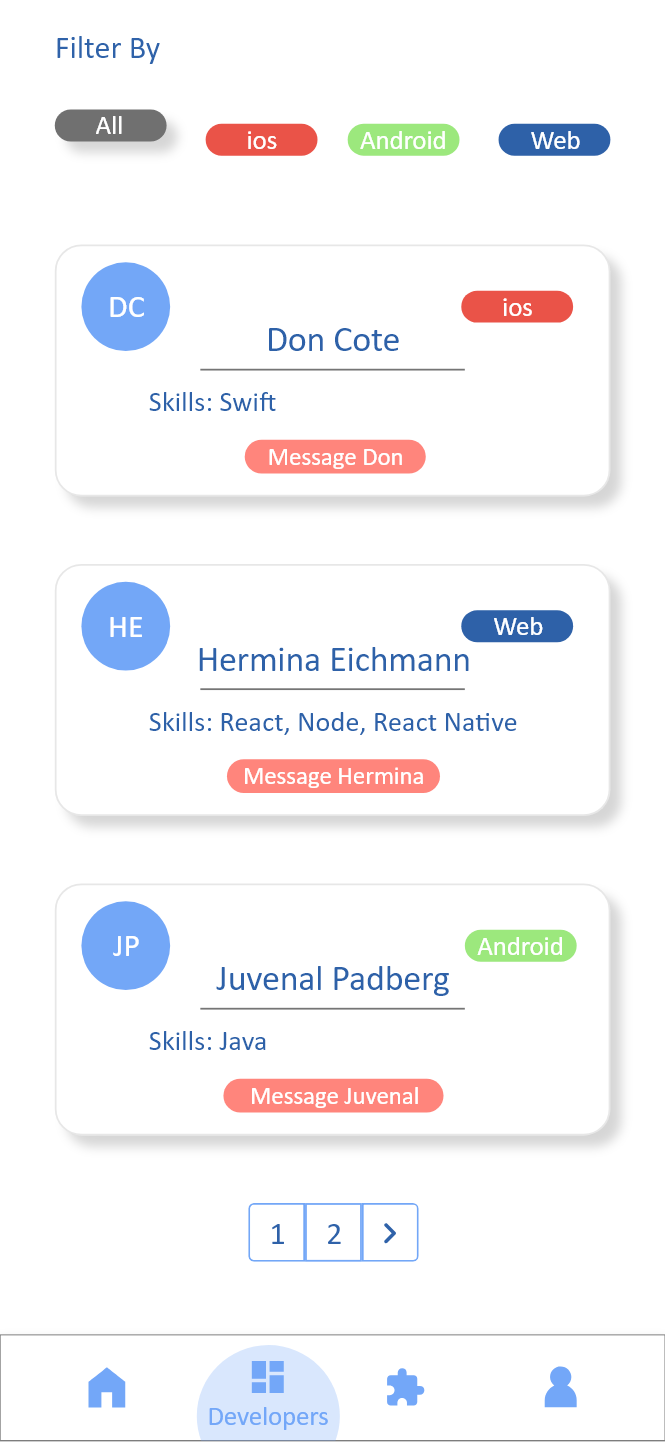 Filter By
All
ios
Android
Web
DC
ios
Don Cote
Skills: Swift
Message Don
HE
Web
Hermina Eichmann
Skills: React, Node, React Native
Message Hermina
JP
Android
Juvenal Padberg
Skills: Java
Message Juvenal
1 2
Developers